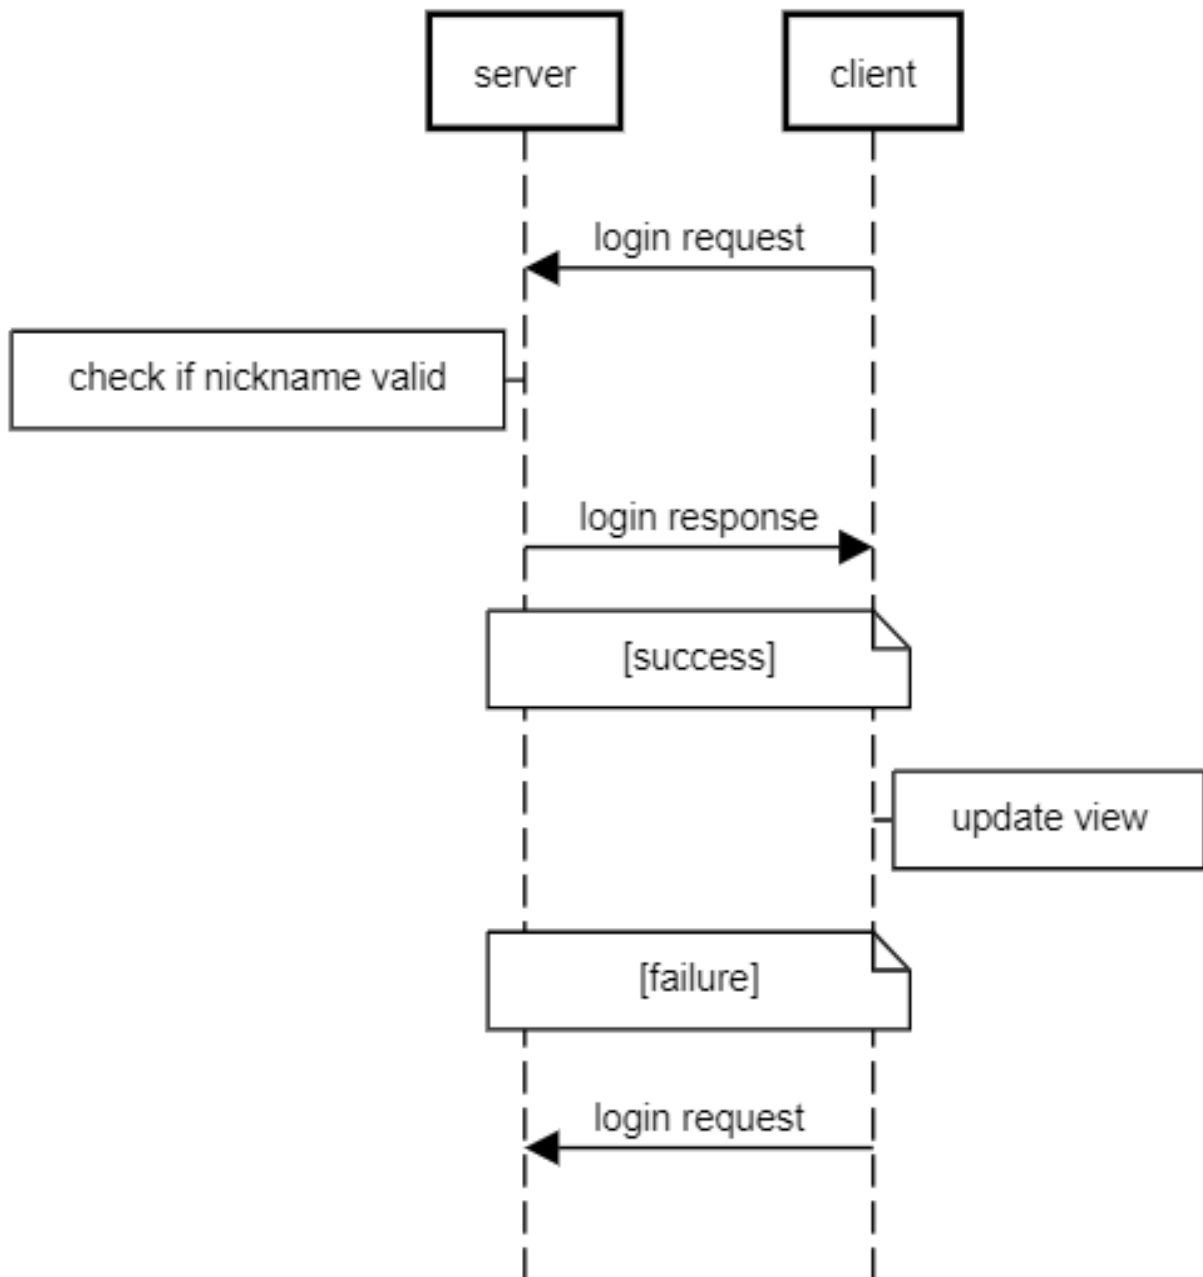 server
client
login request
check if nickname valid
login response
[success]
update view
[failure]
login request